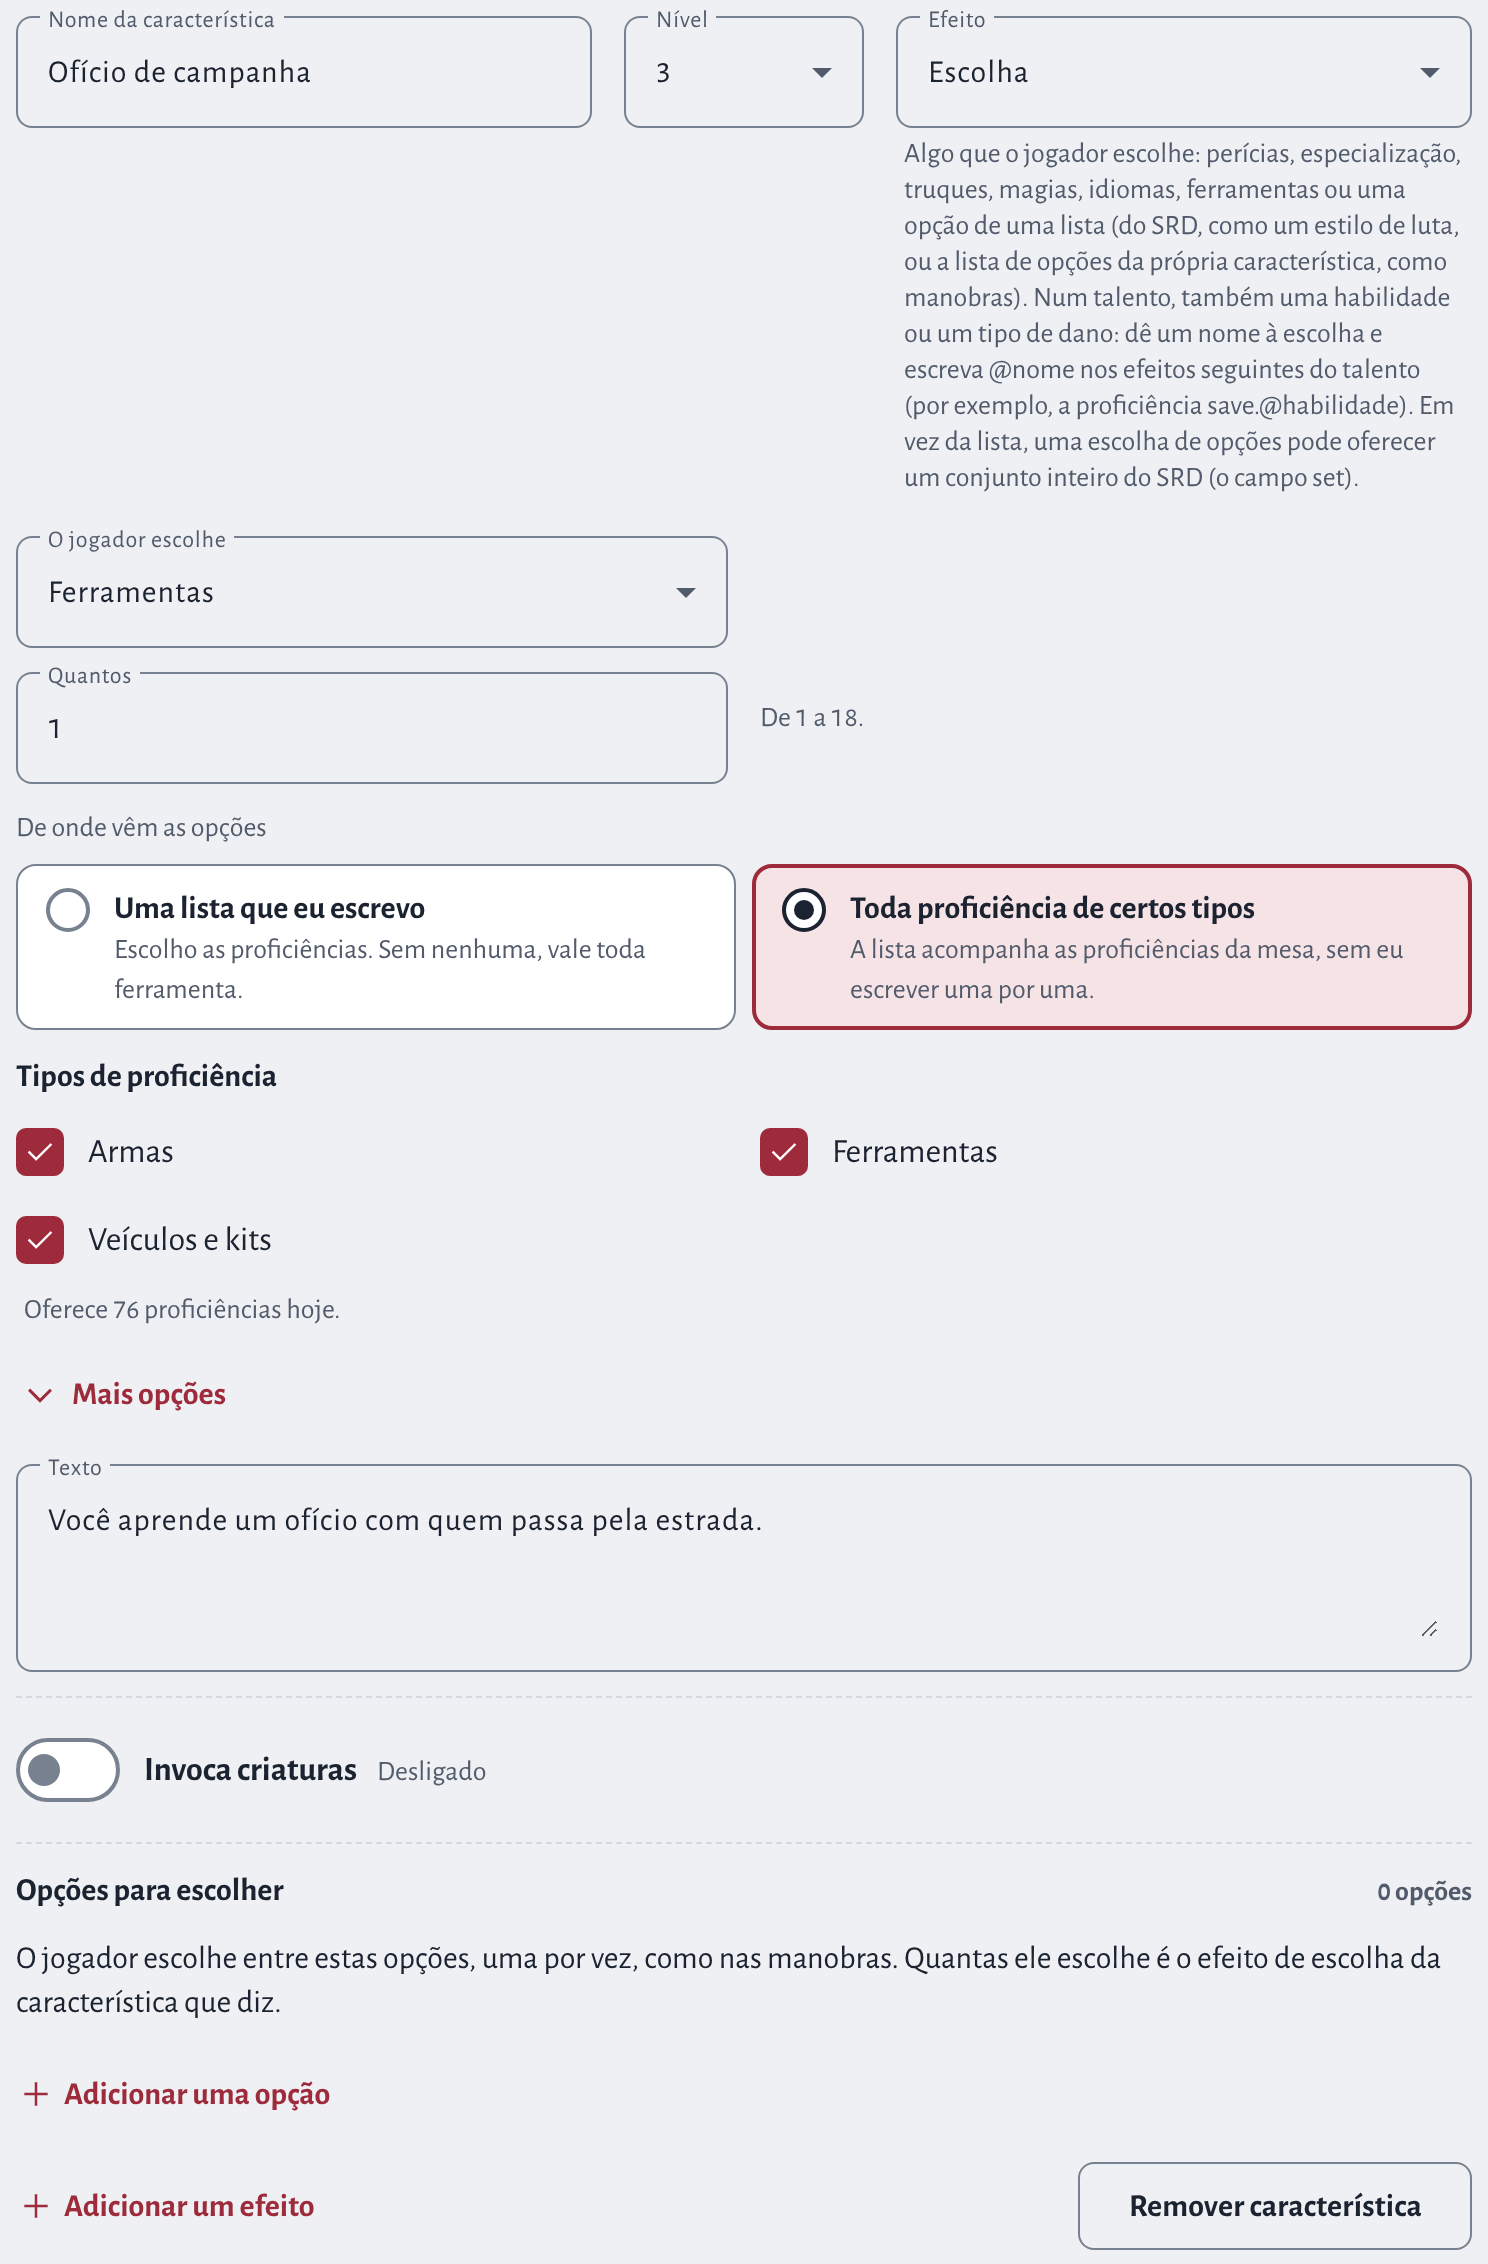 Nome da característica
Ofício de campanha
Nível
3
Efeito
Escolha
Algo que o jogador escolhe: perícias, especialização,
truques, magias, idiomas, ferramentas ou uma
opção de uma lista (do SRD, como um estilo de luta,
ou a lista de opções da própria característica, como
manobras). Num talento, também uma habilidade
ou um tipo de dano: dê um nome à escolha e
escreva @nome nos efeitos seguintes do talento
(por exemplo, a proficiência save.@habilidade). Em
vez da lista, uma escolha de opções pode oferecer
um conjunto inteiro do SRD (o campo set).
O jogador escolhe
Ferramentas
Quantos
1
De 1 a 18.
De onde vêm as opções
Uma lista que eu escrevo
Escolho as proficiências. Sem nenhuma, vale toda
ferramenta.
Toda proficiência de certos tipos
A lista acompanha as proficiências da mesa, sem eu
escrever uma por uma.
Tipos de proficiência
Armas
Ferramentas
Veículos e kits
Oferece 76 proficiências hoje.
Mais opções
Texto
Você aprende um ofício com quem passa pela estrada.
Invoca criaturas Desligado
Opções para escolher
0 opções
O jogador escolhe entre estas opções, uma por vez, como nas manobras. Quantas ele escolhe é o efeito de escolha da
característica que diz.
Adicionar uma opção
Adicionar um efeito
Remover característica